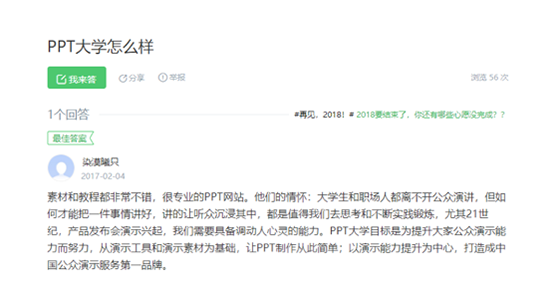 PPT大学怎么样
我来答
分享
举报
浏览 56 次
1个回答
#再见，2018！# 2018要结束了，你还有哪些心愿没完成？？
最佳答案
染漠曦只
2017-02-04
素材和教程都非常不错，很专业的PPT网站。他们的情怀：大学生和职场人都离不开公众演讲，但如
何才能把一件事情讲好，讲的让听众沉浸其中，都是值得我们去思考和不断实践锻炼，尤其21世
纪，产品发布会演示兴起，我们需要具备调动人心灵的能力。PPT大学目标是为提升大家公众演示能
力而努力，从演示工具和演示素材为基础，让PPT制作从此简单；以演示能力提升为中心，打造成中
国公众演示服务第一品牌。